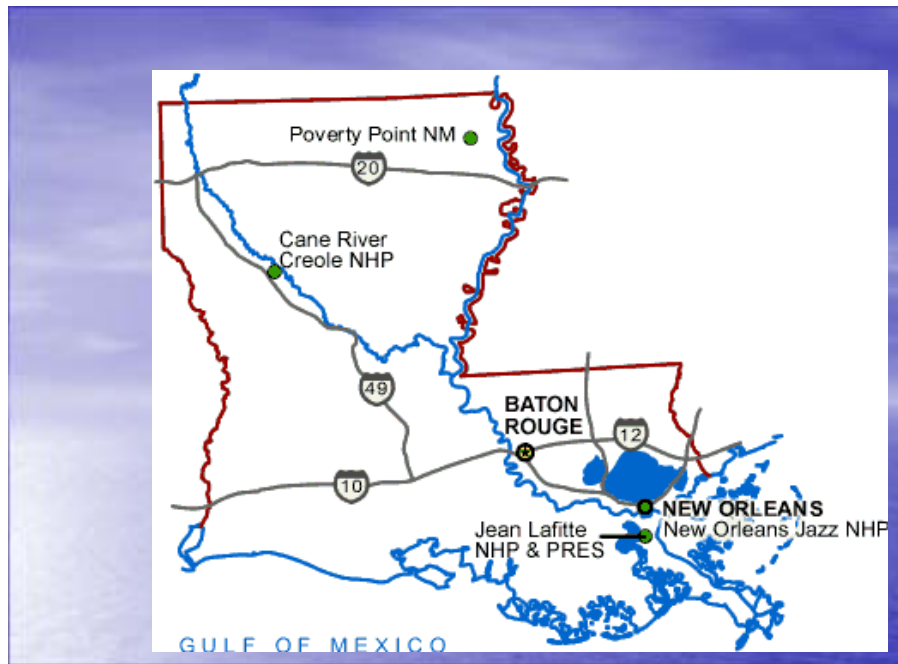 Poverty Point NM
20
Cane River
Creole NHP
49
BATON
ROUGE
12
10
NEW ORLEANS
New Orleans Jazz NHP
Jean Lafitte
NHP & PRES
GULF OF MEXICO